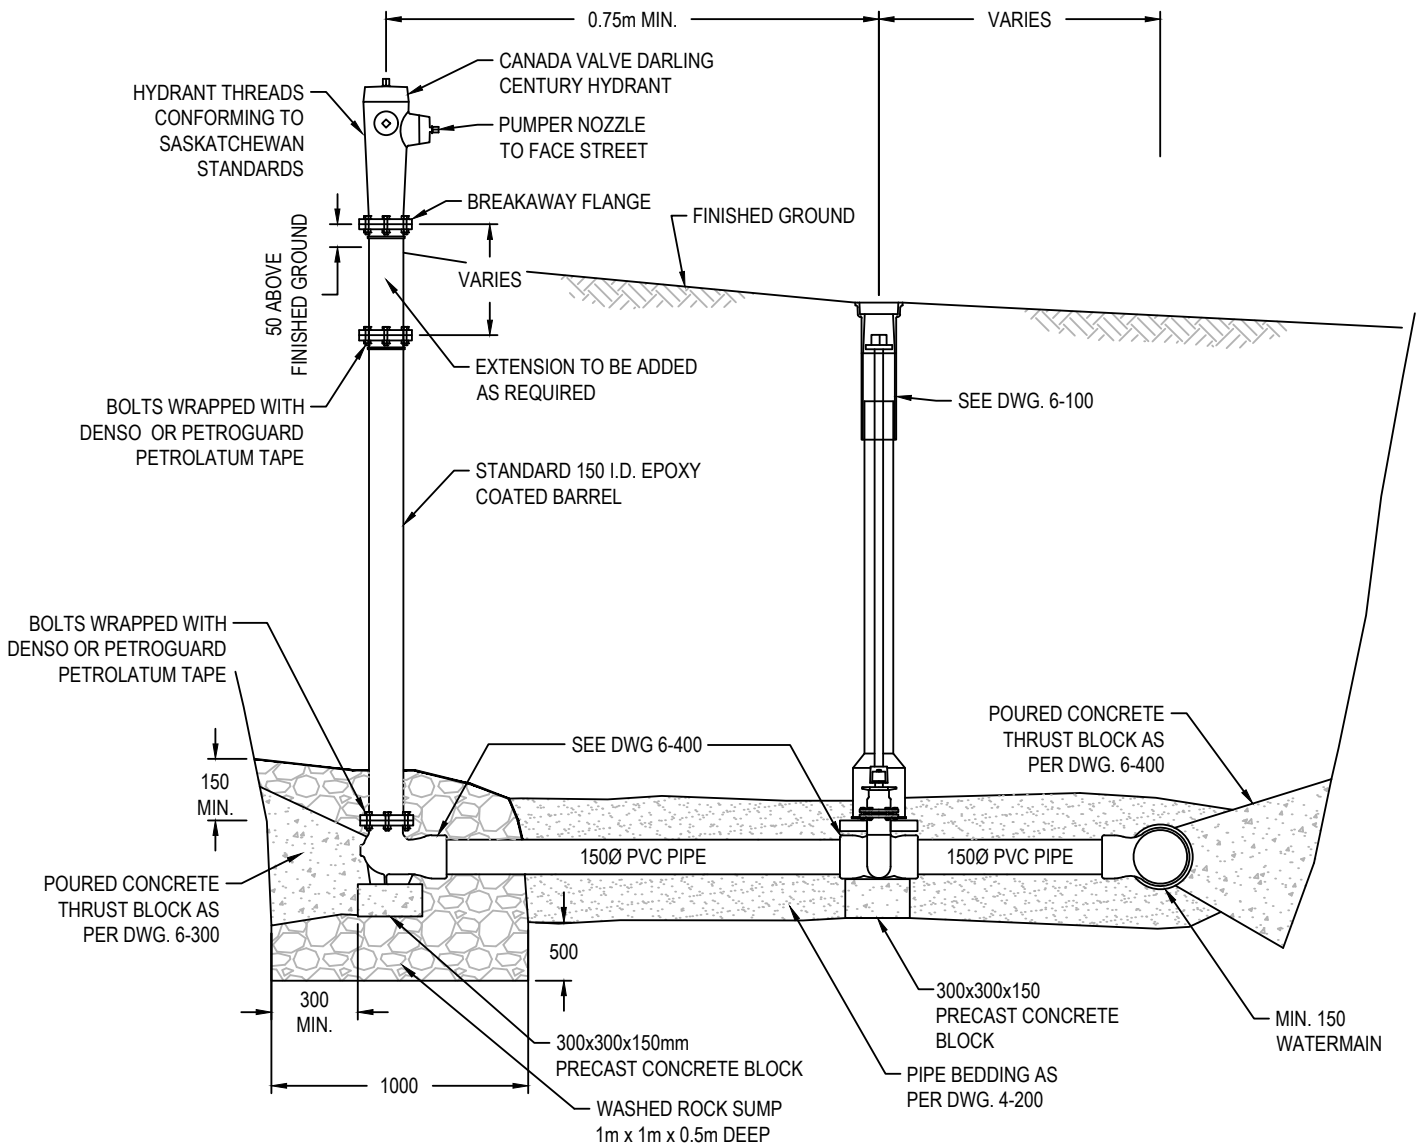 0.75m MIN.
VARIES
CANADA VALVE DARLING
CENTURY HYDRANT
HYDRANT THREADS
CONFORMING TO
SASKATCHEWAN
STANDARDS
PUMPER NOZZLE
TO FACE STREET
BREAKAWAY FLANGE
FINISHED GROUND
50 ABOVE
FINISHED GROUND
VARIES
EXTENSION TO BE ADDED
AS REQUIRED
SEE DWG. 6-100
BOLTS WRAPPED WITH
DENSO OR PETROGUARD
PETROLATUM TAPE
STANDARD 150 I.D. EPOXY
COATED BARREL
BOLTS WRAPPED WITH
DENSO OR PETROGUARD
PETROLATUM TAPE
SEE DWG 6-400
POURED CONCRETE
THRUST BLOCK AS
PER DWG. 6-400
150
MIN.
150Ø PVC PIPE
150Ø PVC PIPE
POURED CONCRETE
THRUST BLOCK AS
PER DWG. 6-300
500
300
MIN.
300x300x150
PRECAST CONCRETE
BLOCK
MIN. 150
WATERMAIN
300x300x150mm
PRECAST CONCRETE BLOCK
PIPE BEDDING AS
PER DWG. 4-200
1000
WASHED ROCK SUMP
1m x 1m x 0.5m DEEP